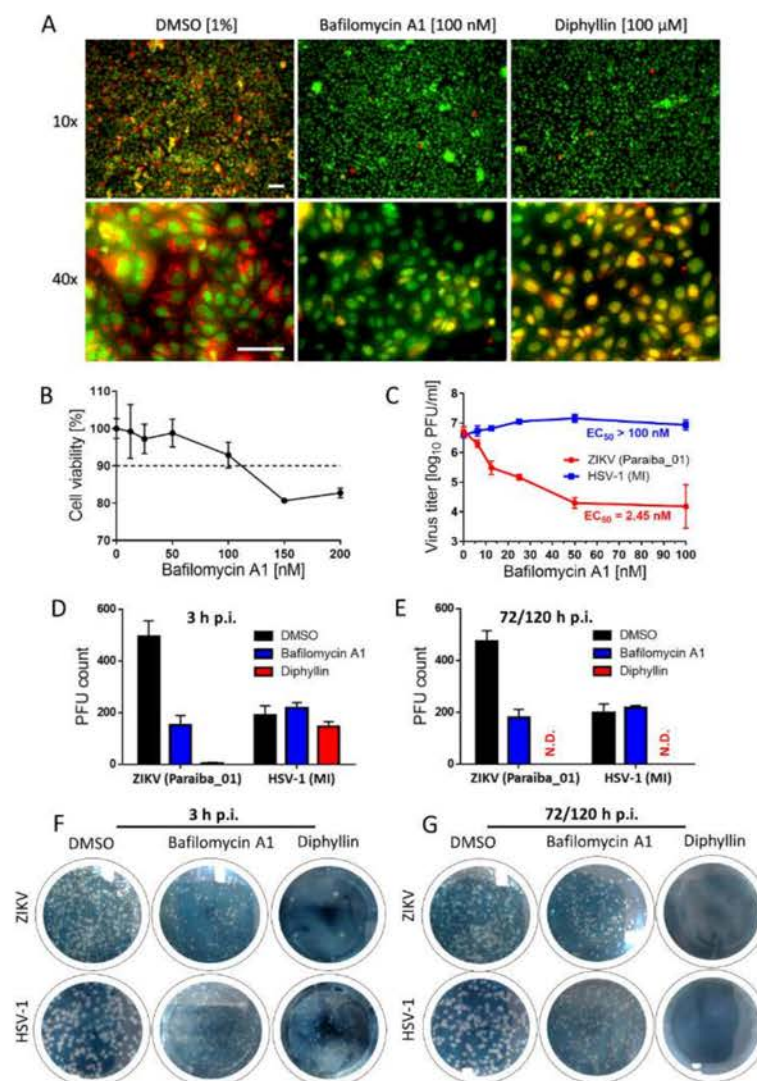 A
DMSO [1%]
Bafilomycin A1 [100 nM]
Diphyllin [100 µM]
10x
40x
B
Cell viability [%]
110
100
90
80
70
0
50
100
150
200
Bafilomycin A1 [nM]
C
Virus titer [log10 PFU/ml]
8
7
6
5
4
3
EC50 > 100 nM
ZIKV (Paraiba_01)
HSV-1 (MI)
EC50 = 2.45 nM
0 10 20 30 40 50 60 70 80 90 100
Bafilomycin A1 [nM]
D
3 h p.i.
PFU count
600
400
200
0
DMSO
Bafilomycin A1
Diphyllin
ZIKV (Paraiba_01)
HSV-1 (MI)
E
72/120 h p.i.
PFU count
600
400
200
0
DMSO
Bafilomycin A1
Diphyllin
N.D.
N.D.
ZIKV (Paraiba_01)
HSV-1 (MI)
F
3 h p.i.
DMSO
Bafilomycin A1
Diphyllin
ZIKV
HSV-1
G
72/120 h p.i.
DMSO
Bafilomycin A1
Diphyllin
ZIKV
HSV-1